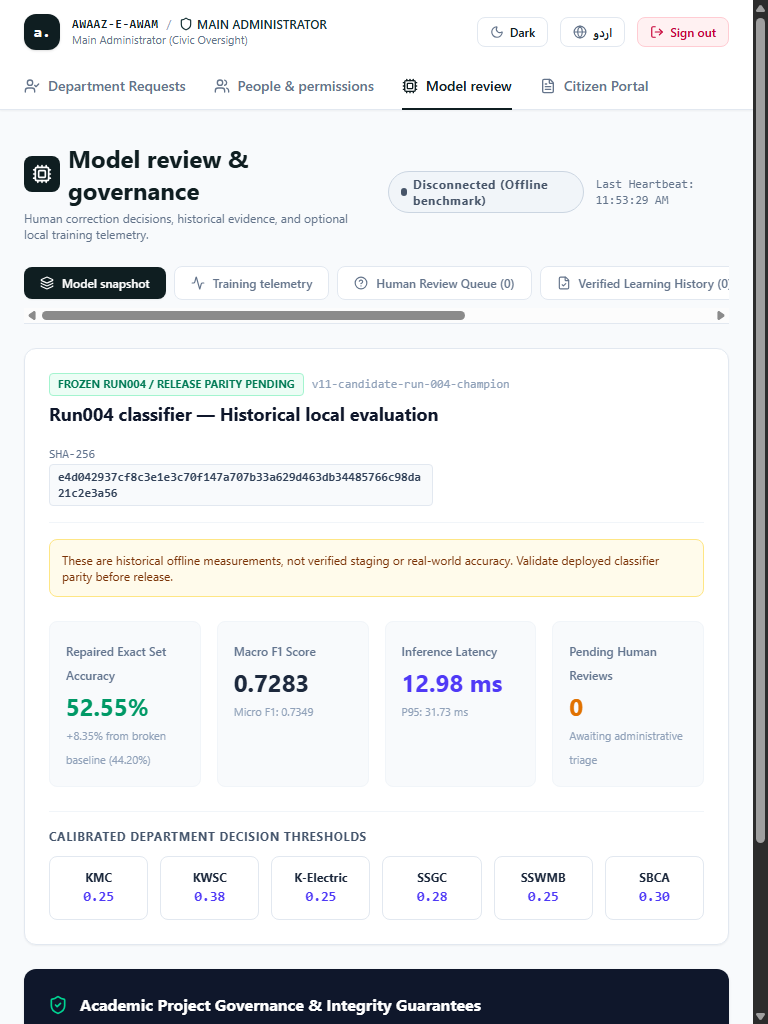 a.
AWAAZ-E-AWAM / MAIN ADMINISTRATOR
Main Administrator (Civic Oversight)
Dark
اردو
Sign out
Department Requests
People & permissions
Model review
Citizen Portal
Model review &
governance
Human correction decisions, historical evidence, and optional
local training telemetry.
Disconnected (Offline
benchmark)
Last Heartbeat:
11:53:29 AM
Model snapshot
Training telemetry
Human Review Queue (0)
Verified Learning History (0)
FROZEN RUN004 / RELEASE PARITY PENDING
v11-candidate-run-004-champion
Run004 classifier — Historical local evaluation
SHA-256
e4d042937cf8c3e1e3c70f147a707b33a629d463db34485766c98da
21c2e3a56
These are historical offline measurements, not verified staging or real-world accuracy. Validate deployed classifier
parity before release.
Repaired Exact Set
Accuracy
52.55%
+8.35% from broken
baseline (44.20%)
Macro F1 Score
0.7283
Micro F1: 0.7349
Inference Latency
12.98 ms
P95: 31.73 ms
Pending Human
Reviews
0
Awaiting administrative
triage
CALIBRATED DEPARTMENT DECISION THRESHOLDS
KMC
0.25
KWSC
0.38
K-Electric
0.25
SSGC
0.28
SSWMB
0.25
SBCA
0.30
Academic Project Governance & Integrity Guarantees